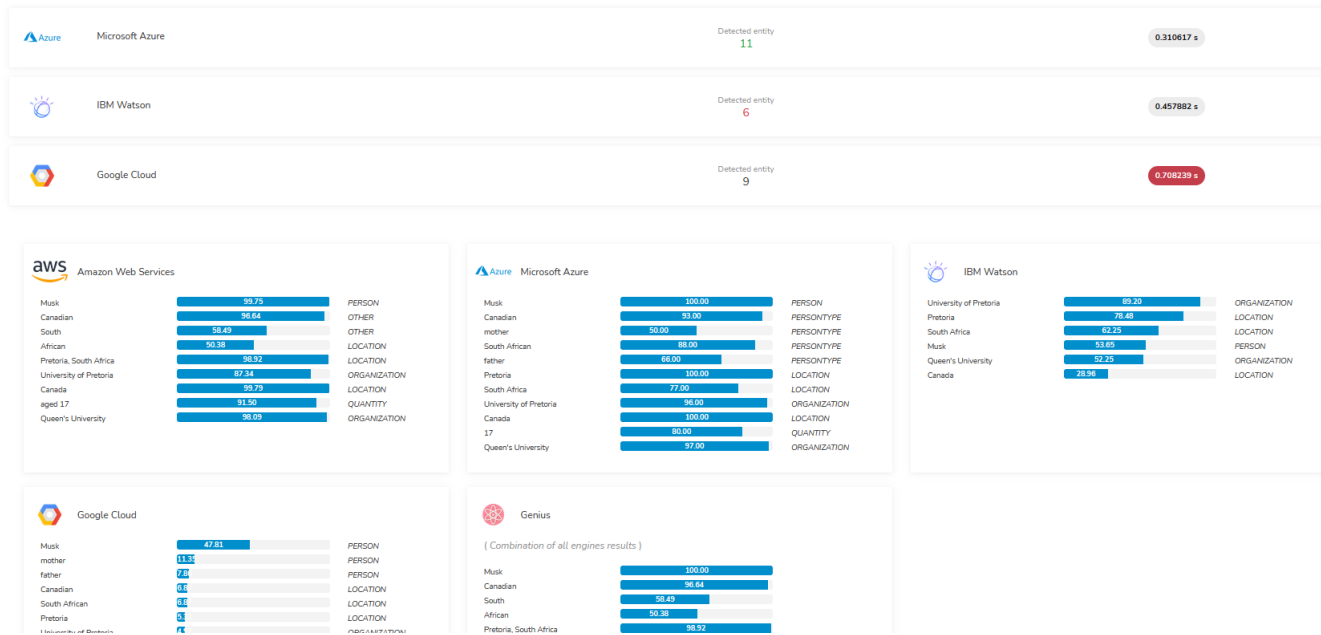 Azure Microsoft Azure Detected entity 11 0.310617 s
IBM Watson Detected entity 6 0.457882 s
Google Cloud Detected entity 9 0.708239 s
aws Amazon Web Services
Musk 99.75 PERSON
Canadian 96.64 OTHER
South 58.49 OTHER
African 50.38 LOCATION
Pretoria, South Africa 98.92 LOCATION
University of Pretoria 87.34 ORGANIZATION
Canada 99.79 LOCATION
aged 17 91.50 QUANTITY
Queen's University 98.09 ORGANIZATION
Azure Microsoft Azure
Musk 100.00 PERSON
Canadian 93.00 PERSONTYPE
mother 50.00 PERSONTYPE
South African 88.00 PERSONTYPE
father 66.00 PERSONTYPE
Pretoria 100.00 LOCATION
South Africa 77.00 LOCATION
University of Pretoria 96.00 ORGANIZATION
Canada 100.00 LOCATION
17 80.00 QUANTITY
Queen's University 97.00 ORGANIZATION
IBM Watson
University of Pretoria 89.20 ORGANIZATION
Pretoria 78.48 LOCATION
South Africa 62.25 LOCATION
Musk 53.65 PERSON
Queen's University 52.25 ORGANIZATION
Canada 28.96 LOCATION
Google Cloud
Musk 47.81 PERSON
mother 11.35 PERSON
father PERSON
Canadian LOCATION
South African LOCATION
Pretoria LOCATION
University of Pretoria ORGANIZATION
Genius
( Combination of all engines results )
Musk 100.00
Canadian 96.64
South 58.49
African 50.38
Pretoria, South Africa 98.92